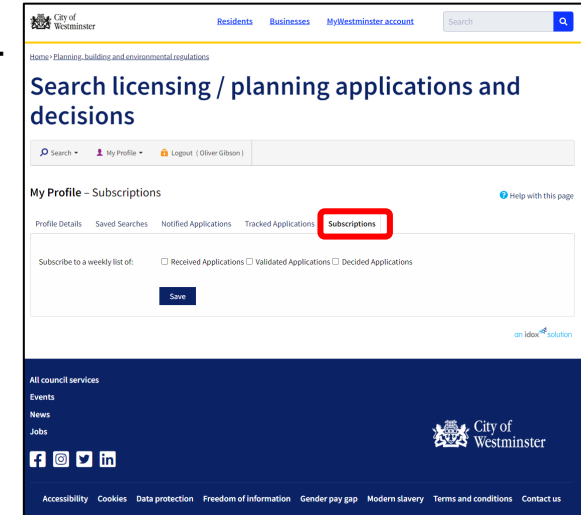 City of
Westminster
Residents Businesses MyWestminster account Search
Home › Planning, building and environmental regulations
Search licensing / planning applications and
decisions
Search My Profile Logout ( Oliver Gibson )
My Profile – Subscriptions
Help with this page
Profile Details Saved Searches Notified Applications Tracked Applications Subscriptions
Subscribe to a weekly list of: Received Applications Validated Applications Decided Applications
Save
an idox solution
All council services
Events
News
Jobs
City of
Westminster
Accessibility Cookies Data protection Freedom of information Gender pay gap Modern slavery Terms and conditions Contact us